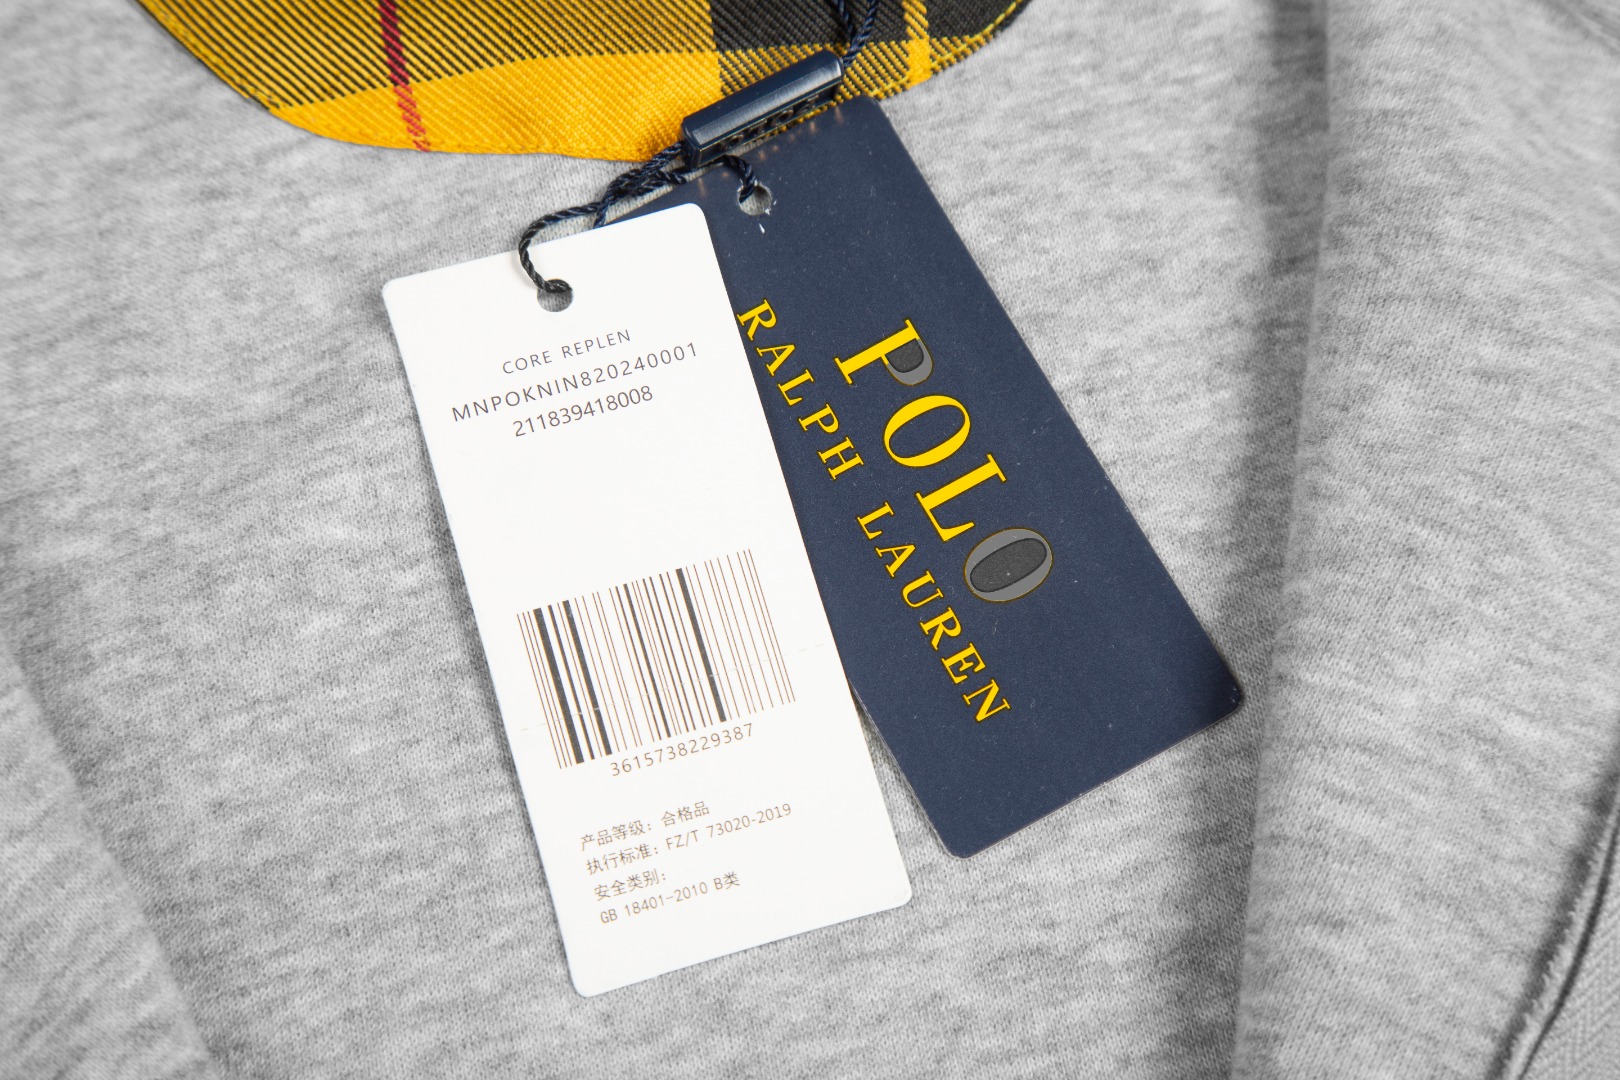 CORE REPLEN
MNPOKNIN820240001
211839418008
3615738229387
产品等级: 合格品
执行标准: FZ/T 73020-2019
安全类别:
GB 18401-2010 B类
POLO
RALPH LAUREN